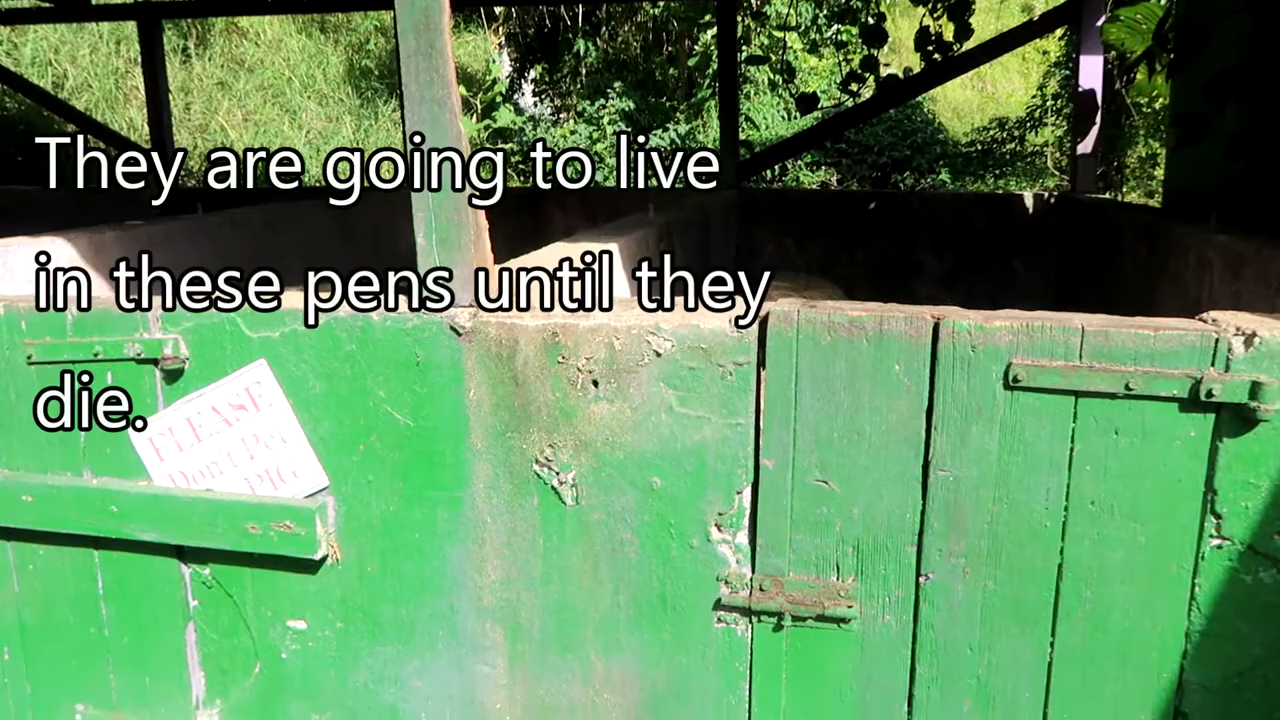 They are going to live
in these pens until they
die.
PLEASE
Don't Pet
PIG